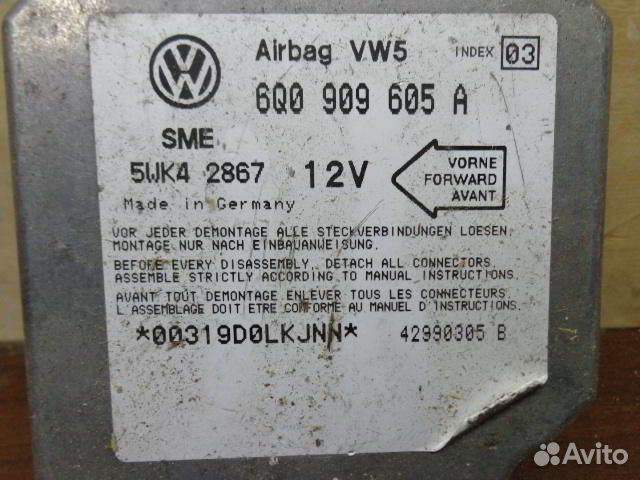 Airbag VW5 INDEX 03
6Q0 909 605 A
SME
5WK4 2867 12V
VORNE
FORWARD
AVANT
Made in Germany
VOR JEDER DEMONTAGE ALLE STECKVERBINDUNGEN LOESEN.
MONTAGE NUR NACH EINBAUANWEISUNG.
BEFORE EVERY DISASSEMBLY, DETACH ALL CONNECTORS.
ASSEMBLE STRICTLY ACCORDING TO MANUAL INSTRUCTIONS.
AVANT TOUT DEMONTAGE ENLEVER TOUS LES CONNECTEURS.
L'ASSEMBLAGE DOIT ETRE CONFORME AU MANUEL D'INSTRUCTIONS.
*00319D0LKJNN* 42990305 B
Avito